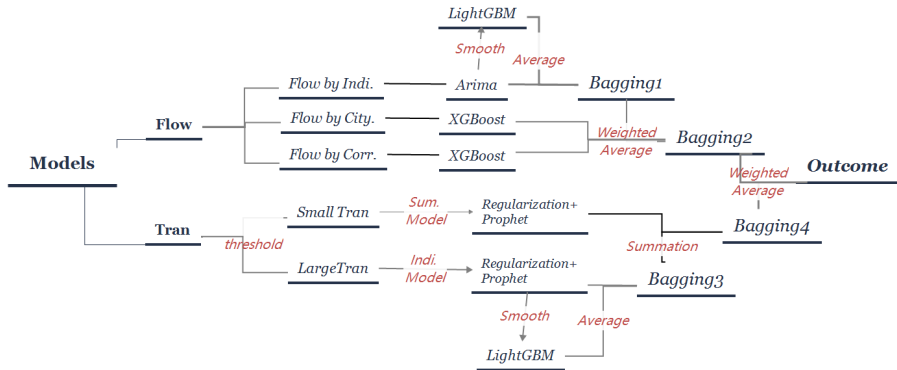 LightGBM
Smooth
Average
Flow by Indi.
Arima
Bagging1
Flow
Flow by City.
XGBoost
Weighted
Average
Bagging2
Flow by Corr.
XGBoost
Models
Weighted
Average
Outcome
Tran
threshold
Small Tran
Sum.
Model
Regularization+
Prophet
Summation
Bagging4
LargeTran
Indi.
Model
Regularization+
Prophet
Bagging3
Smooth
Average
LightGBM